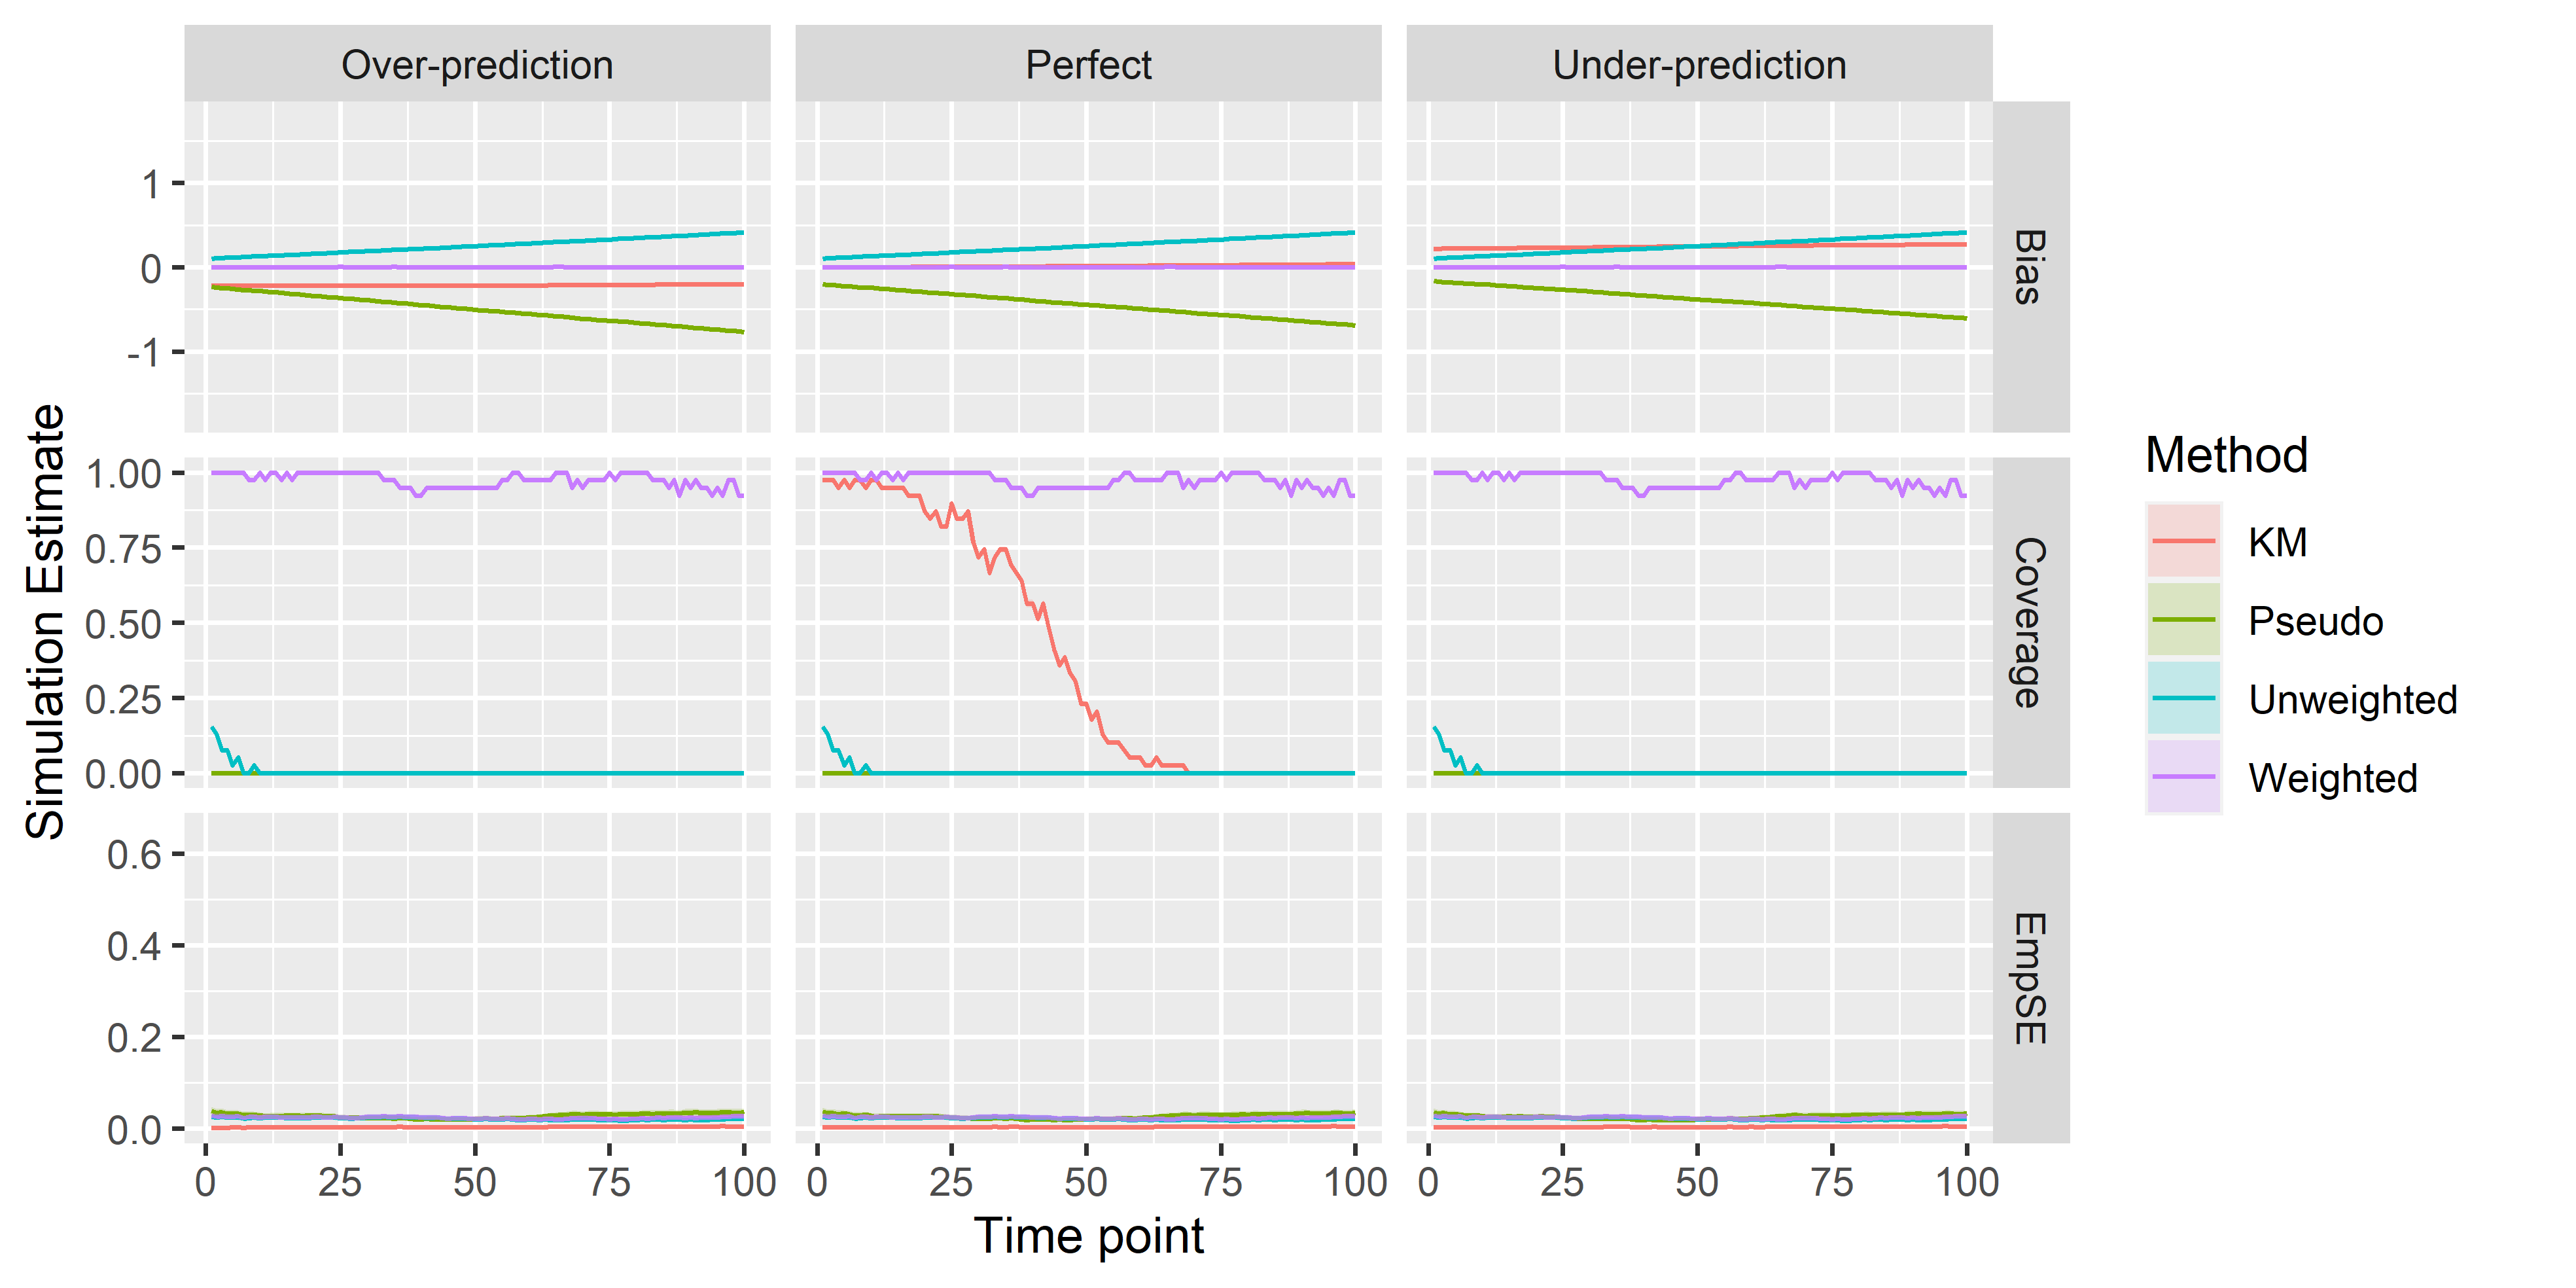 Over-prediction
Perfect
Under-prediction
Simulation Estimate
1
0
-1
Bias
1.00
0.75
0.50
0.25
0.00
Coverage
0.6
0.4
0.2
0.0
EmpSE
0 25 50 75 100
0 25 50 75 100
0 25 50 75 100
Time point
Method
KM
Pseudo
Unweighted
Weighted